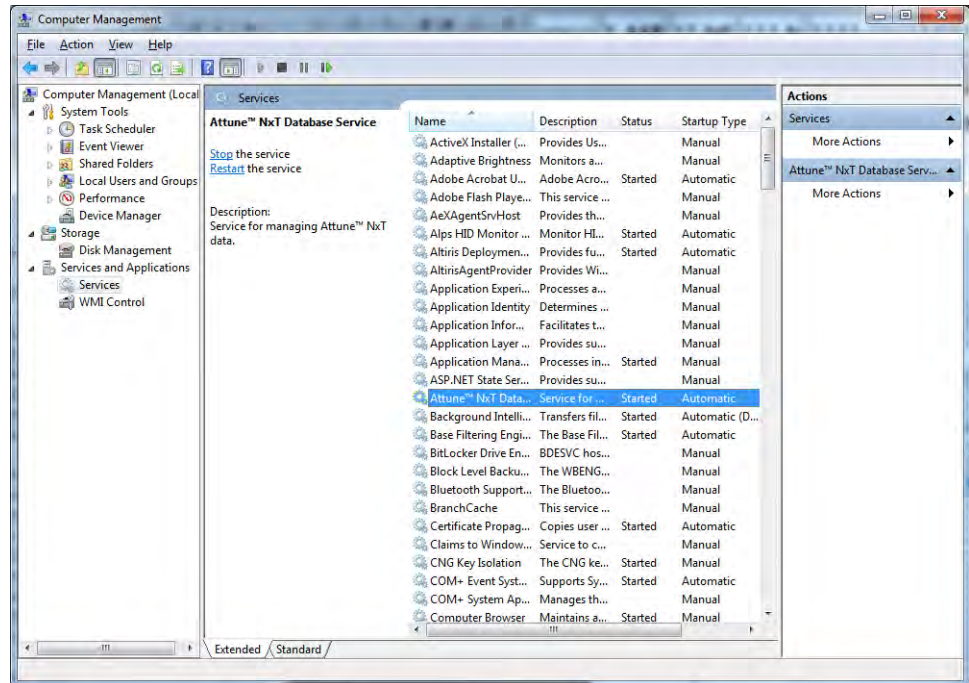 Computer Management
File Action View Help
Computer Management (Local
System Tools
Task Scheduler
Event Viewer
Shared Folders
Local Users and Groups
Performance
Device Manager
Storage
Disk Management
Services and Applications
Services
WMI Control
Services
Attune™ NxT Database Service
Stop the service
Restart the service
Description:
Service for managing Attune™ NxT
data.
Name Description Status Startup Type
ActiveX Installer (... Provides Us... Manual
Adaptive Brightness Monitors a... Manual
Adobe Acrobat U... Adobe Acro... Started Automatic
Adobe Flash Playe... This service ... Manual
AeXAgentSrvHost Provides th... Manual
Alps HID Monitor ... Monitor HI... Started Automatic
Altiris Deploymen... Provides fu... Started Automatic
AltirisAgentProvider Provides Wi... Manual
Application Experi... Processes a... Manual
Application Identity Determines ... Manual
Application Infor... Facilitates t... Manual
Application Layer ... Provides su... Manual
Application Mana... Processes in... Started Manual
ASP.NET State Ser... Provides su... Manual
Attune™ NxT Data... Service for ... Started Automatic
Background Intelli... Transfers fil... Started Automatic (D...
Base Filtering Engi... The Base Fil... Started Automatic
BitLocker Drive En... BDESVC hos... Manual
Block Level Backu... The WBENG... Manual
Bluetooth Support... The Bluetoo... Manual
BranchCache This service ... Manual
Certificate Propag... Copies user ... Started Automatic
Claims to Window... Service to c... Manual
CNG Key Isolation The CNG ke... Started Manual
COM+ Event Syst... Supports Sy... Started Automatic
COM+ System Ap... Manages th... Manual
Computer Browser Maintains a... Started Manual
Extended Standard
Actions
Services
More Actions
Attune™ NxT Database Serv...
More Actions